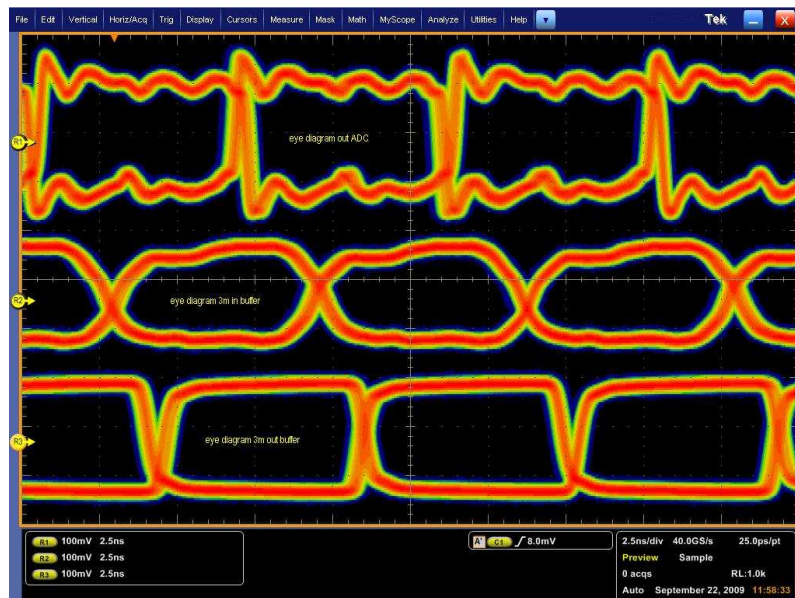 File Edit Vertical Horiz/Acq Trig Display Cursors Measure Mask Math MyScope Analyze Utilities Help Tek X
R1
eye diagram out ADC
R2
eye diagram 3m in buffer
R3
eye diagram 3m out buffer
R1 100mV 2.5ns
R2 100mV 2.5ns
R3 100mV 2.5ns
A' C1 8.0mV
2.5ns/div 40.0GS/s 25.0ps/pt
Preview Sample
0 acqs RL:1.0k
Auto September 22, 2009 11:58:33